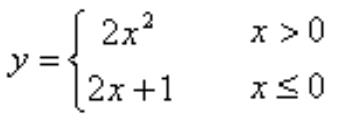 y = { 2x² x > 0
2x + 1 x ≤ 0